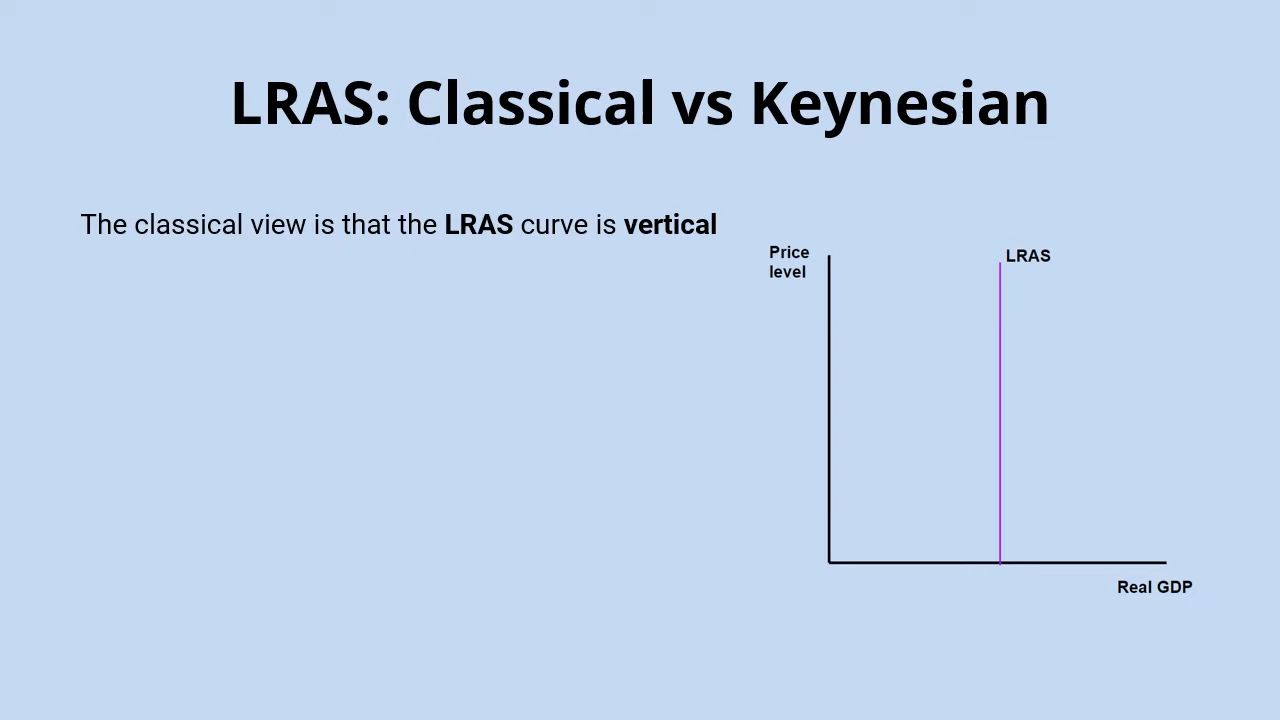 LRAS: Classical vs Keynesian
The classical view is that the LRAS curve is vertical
Price
level
LRAS
Real GDP